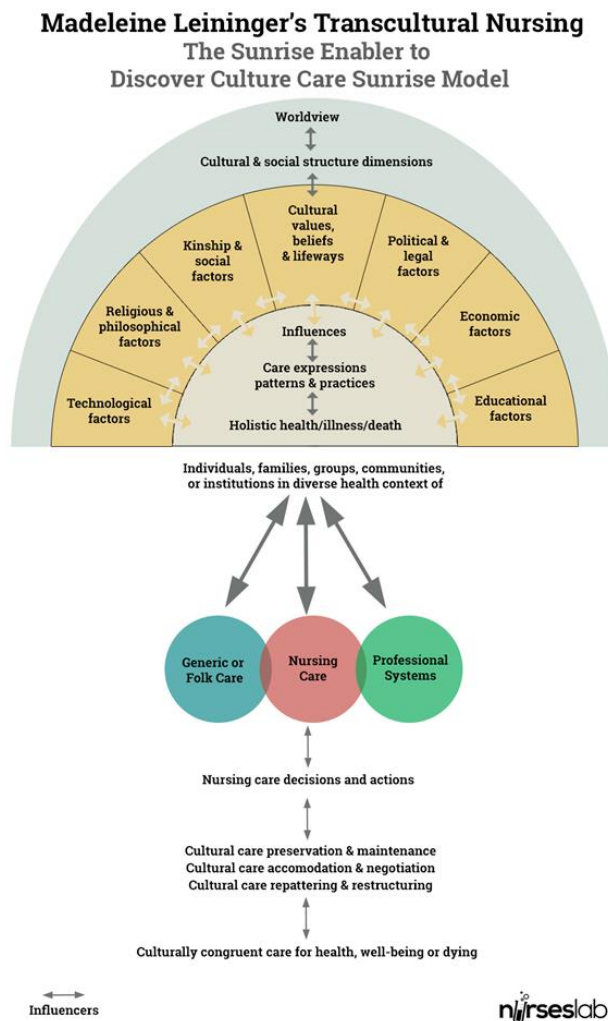 Madeleine Leininger's Transcultural Nursing
The Sunrise Enabler to
Discover Culture Care Sunrise Model
Worldview
Cultural & social structure dimensions
Cultural
values,
beliefs
& lifeways
Kinship &
social
factors
Political &
legal
factors
Religious &
philosophical
factors
Economic
factors
Technological
factors
Educational
factors
Influences
Care expressions
patterns & practices
Holistic health/illness/death
Individuals, families, groups, communities,
or institutions in diverse health context of
Generic or
Folk Care
Nursing
Care
Professional
Systems
Nursing care decisions and actions
Cultural care preservation & maintenance
Cultural care accomodation & negotiation
Cultural care repattering & restructuring
Culturally congruent care for health, well-being or dying
Influencers
nurseslab